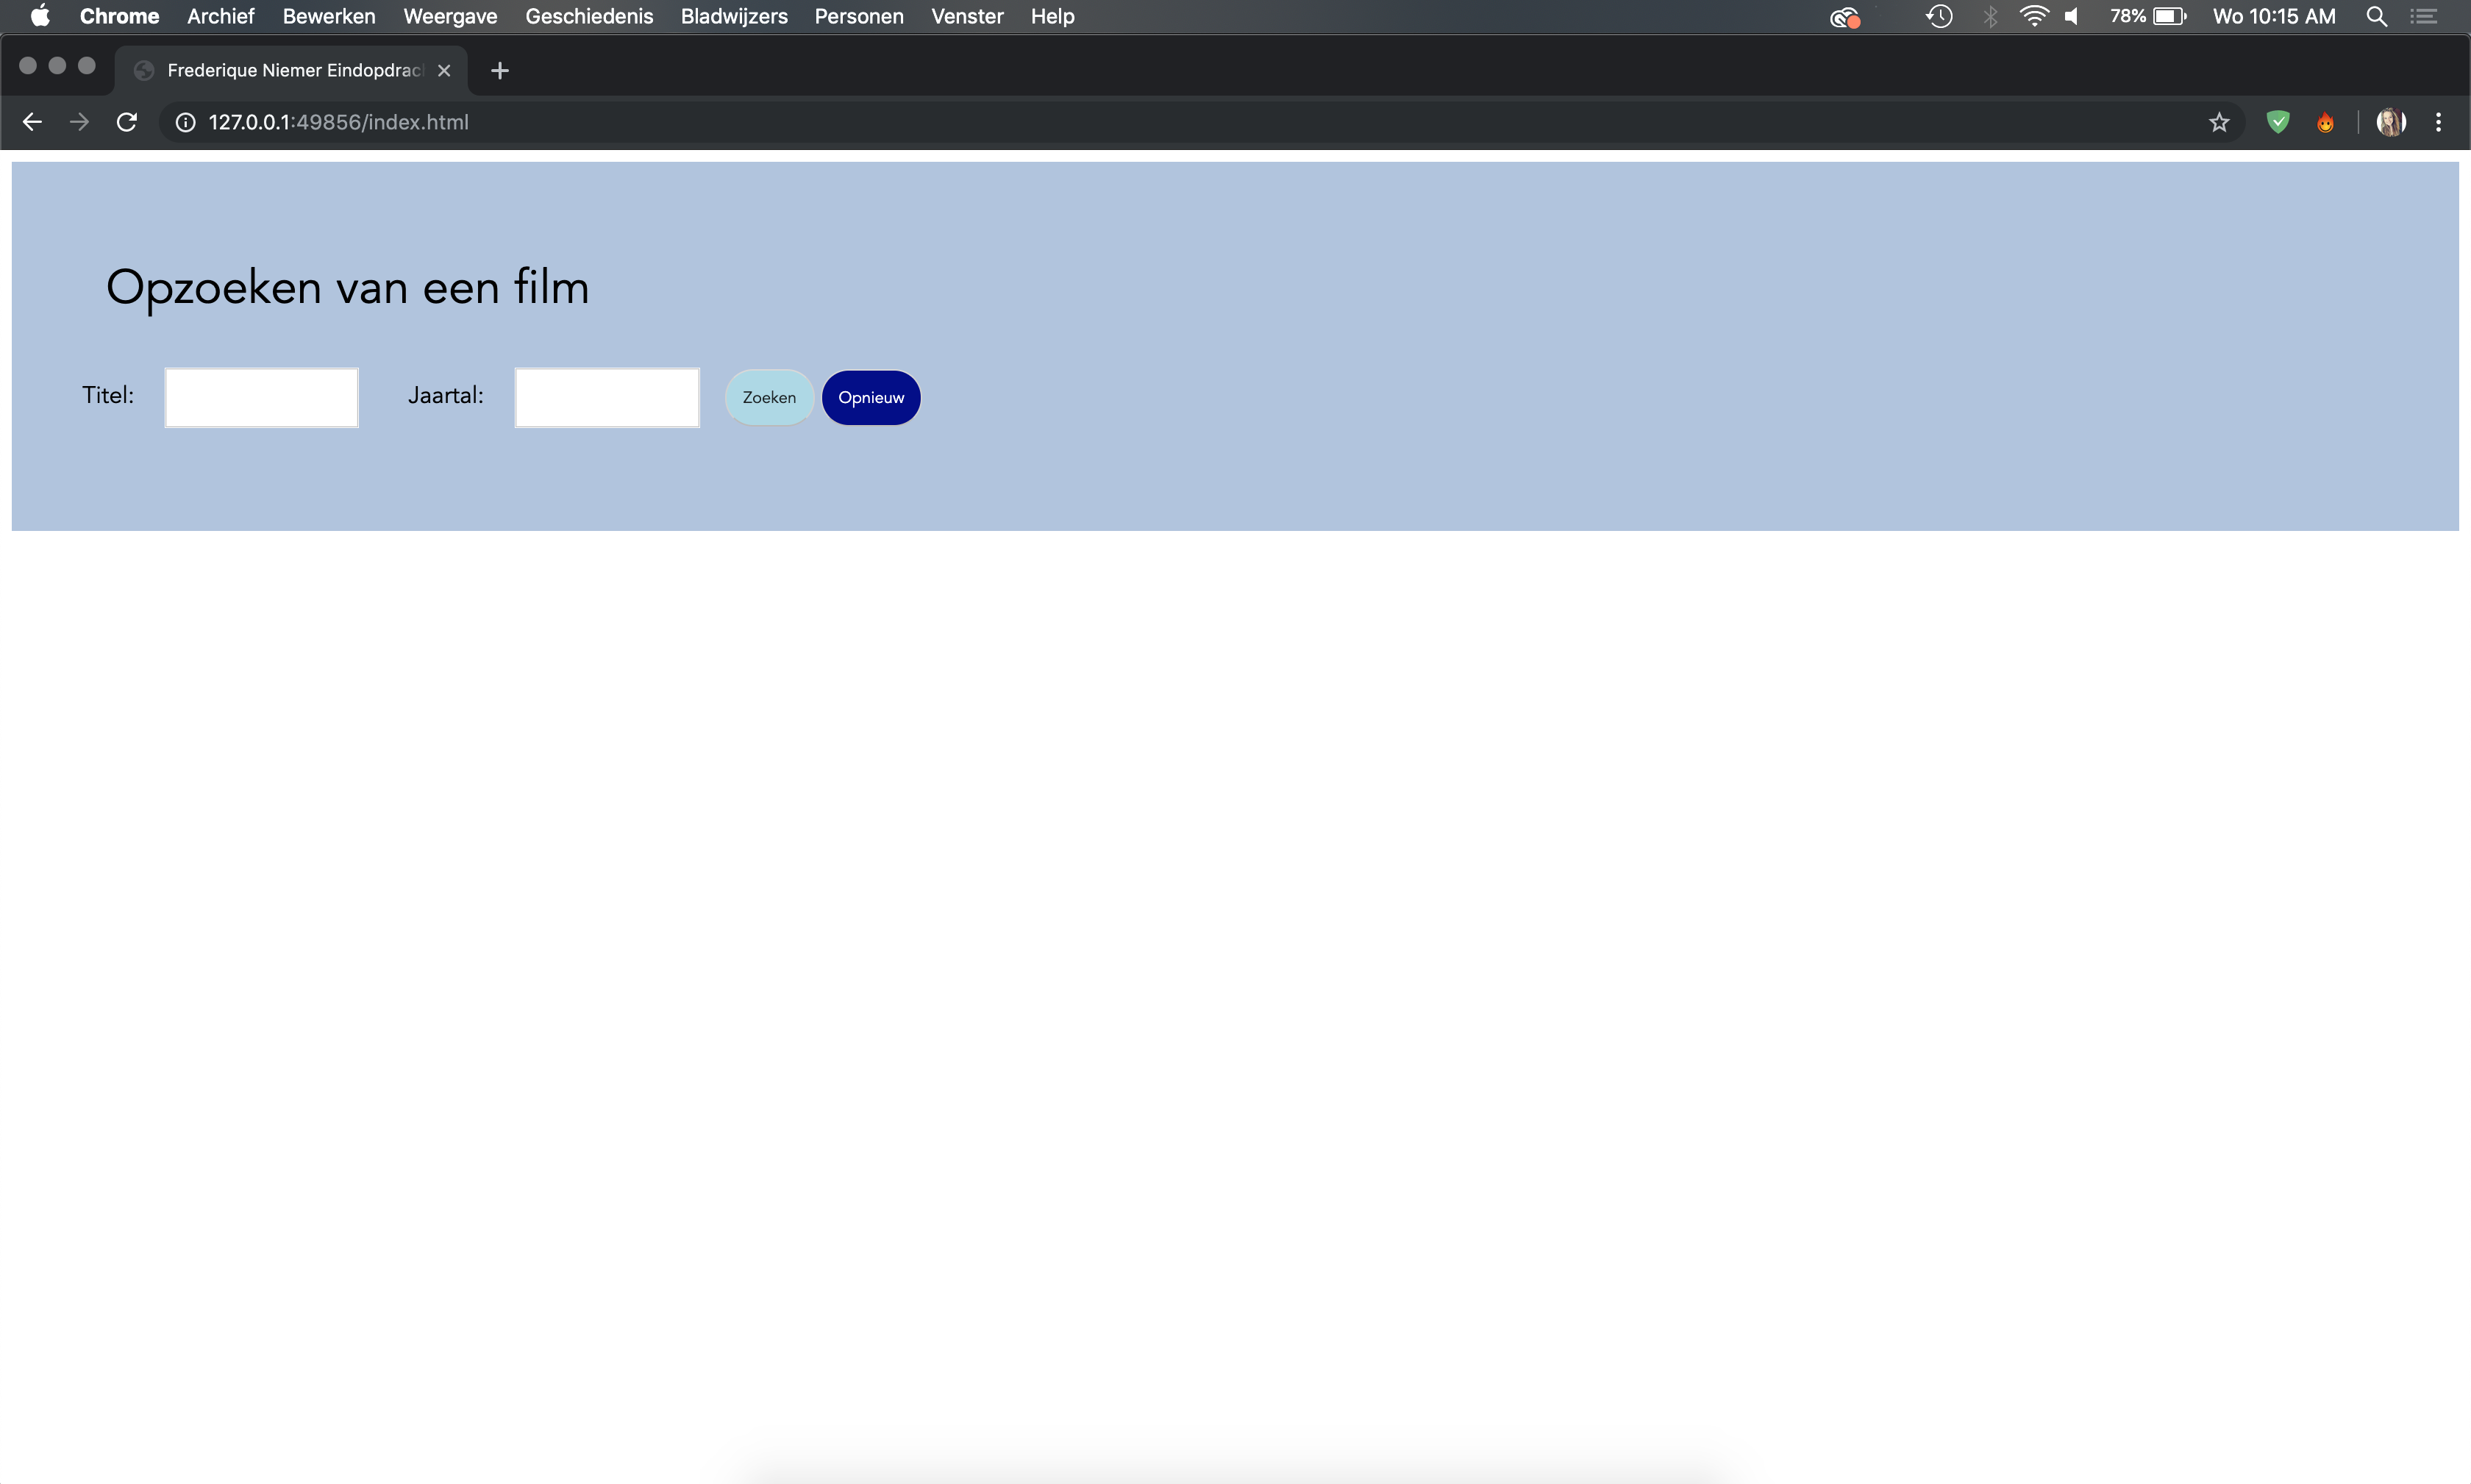 Chrome Archief Bewerken Weergave Geschiedenis Bladwijzers Personen Venster Help 78% Wo 10:15 AM
Frederique Niemer Eindopdrac
127.0.0.1:49856/index.html
Opzoeken van een film
Titel: Jaartal: Zoeken Opnieuw